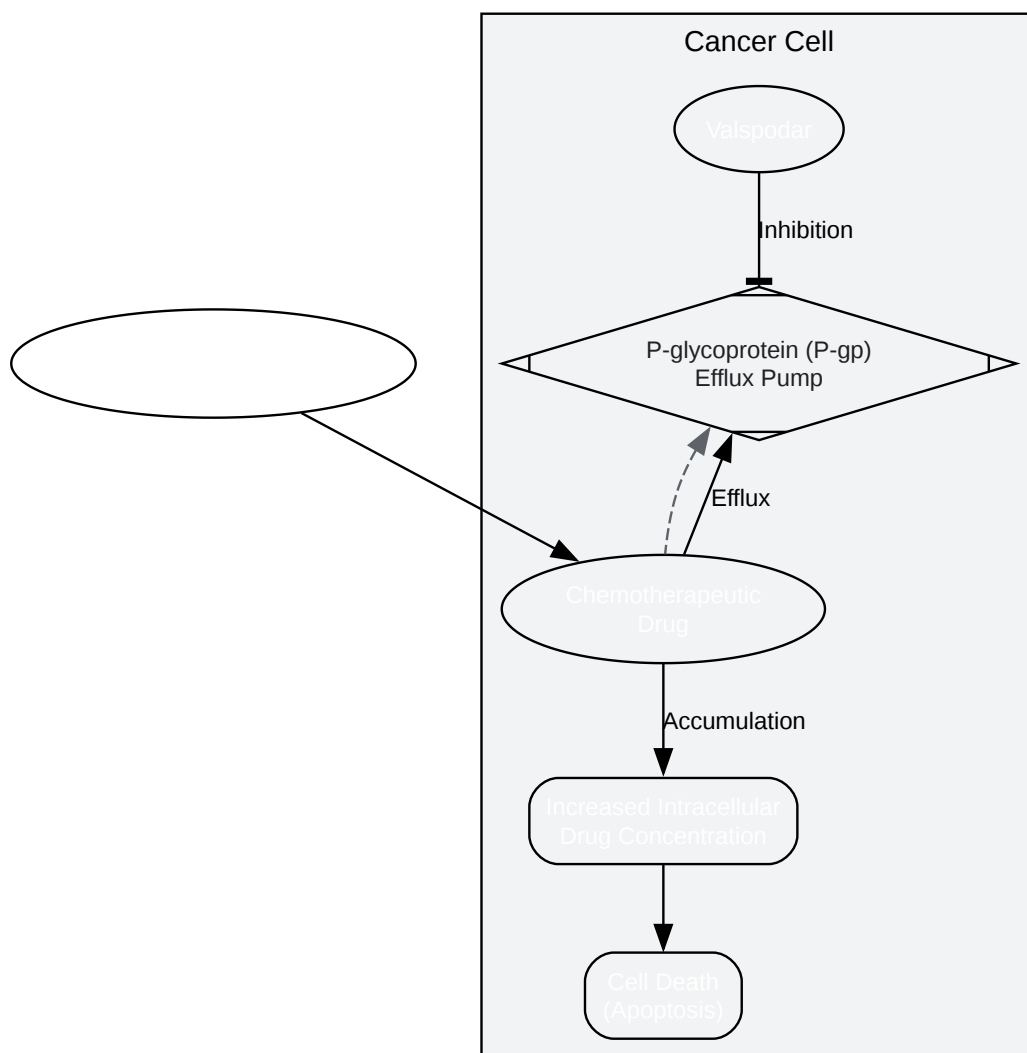 Cancer Cell
Valspodar
Inhibition
P-glycoprotein (P-gp)
Efflux Pump
Efflux
Chemotherapeutic
Drug
Accumulation
Increased Intracellular
Drug Concentration
Cell Death
(Apoptosis)